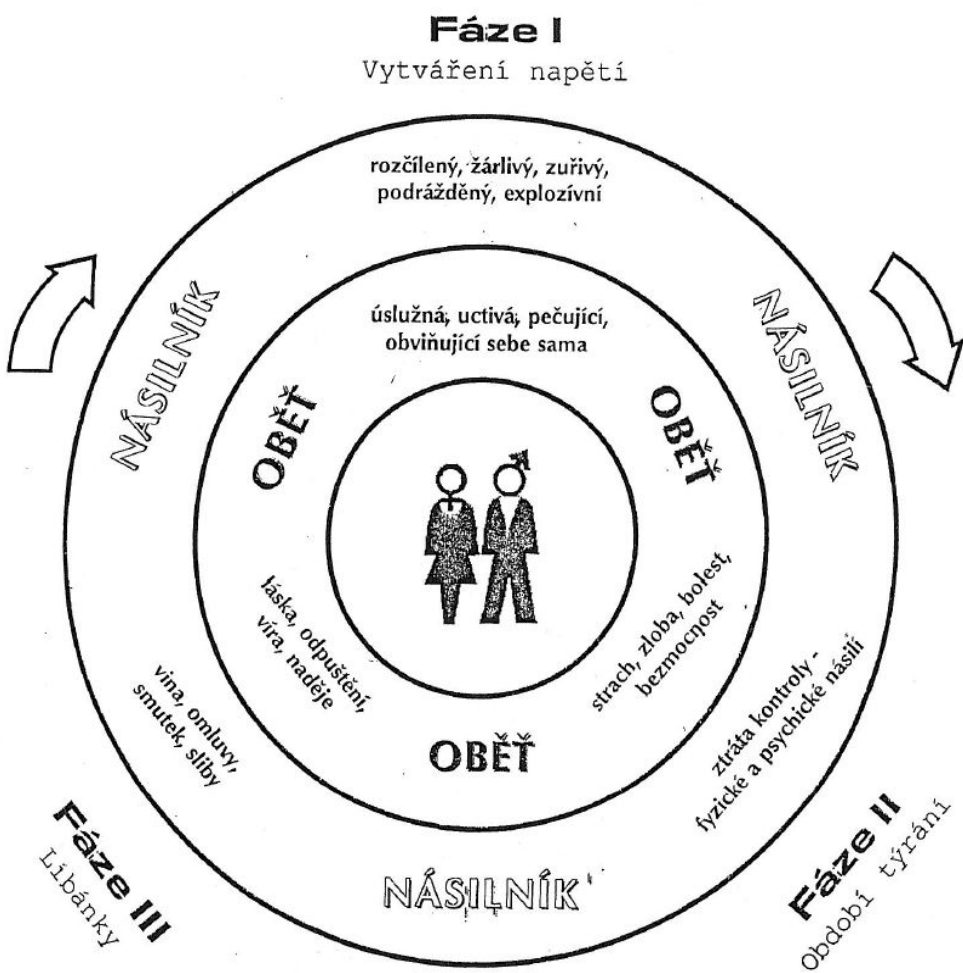 Fáze I
Vytváření napětí
rozčílený, žárlivý, zuřivý,
podrážděný, explozívní
NÁSILNÍK
NÁSILNÍK
úslužná, uctivá, pečující,
obviňující sebe sama
OBĚŤ
OBĚŤ
láska, odpuštění,
víra, naděje
strach, zloba, bolest,
bezmocnost
vina, omluvy,
smutek, sliby
OBĚŤ
ztráta kontroly -
fyzické a psychické násilí
Fáze III
Líbánky
NÁSILNÍK
Fáze II
Období týrání